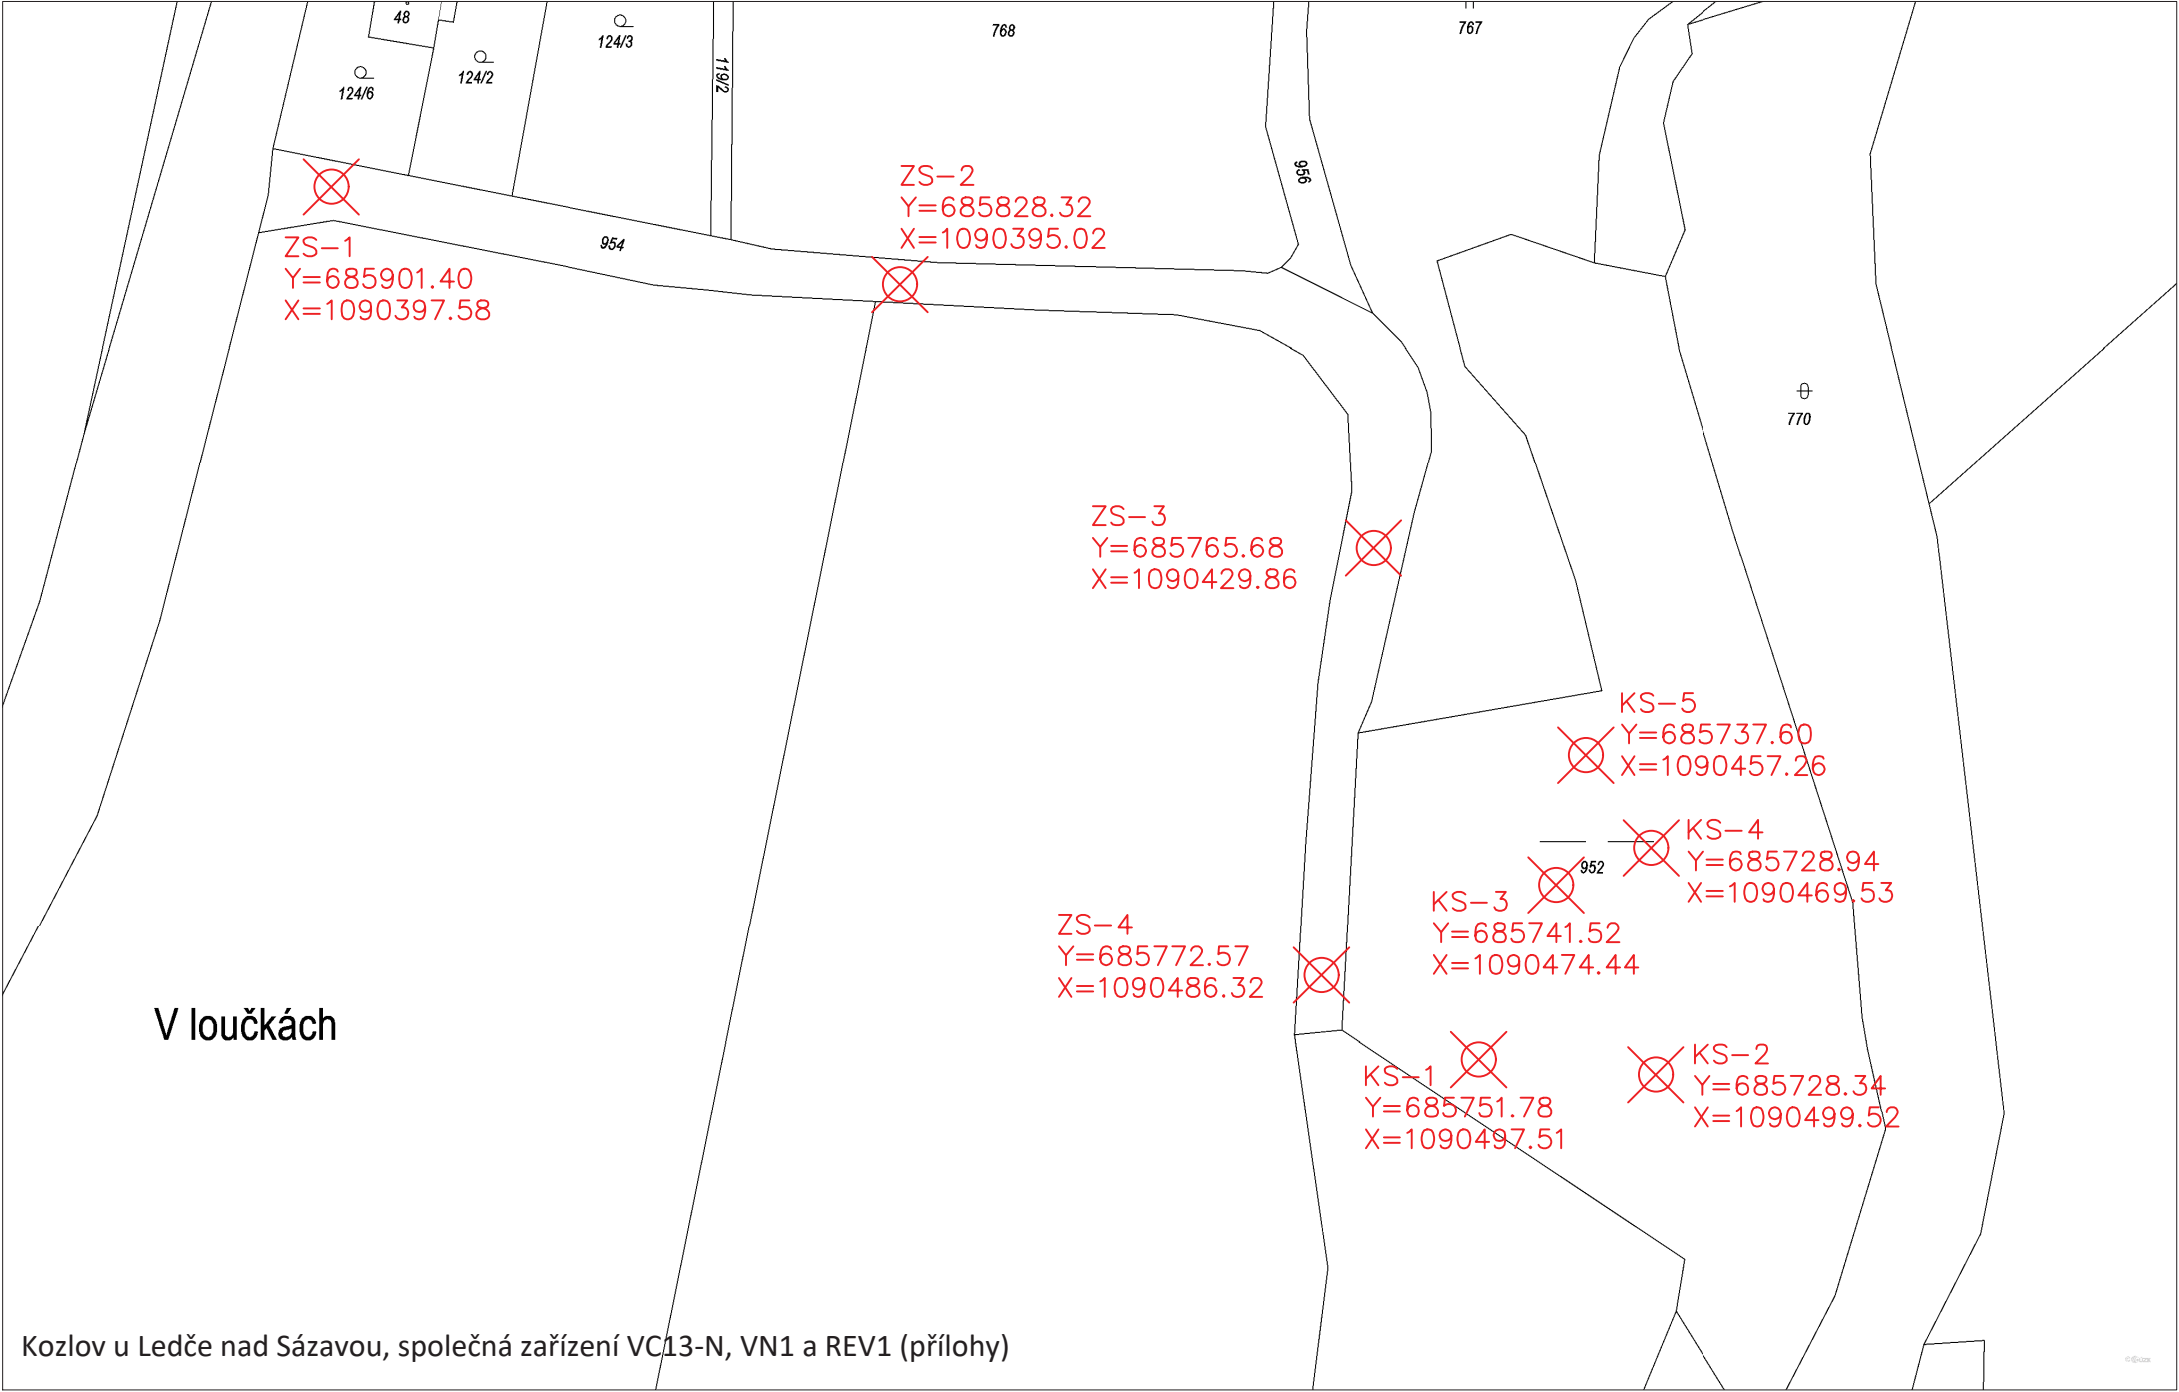 48
124/3
768
767
124/6
124/2
119/2
956
ZS-2
Y=685828.32
X=1090395.02
954
ZS-1
Y=685901.40
X=1090397.58
770
ZS-3
Y=685765.68
X=1090429.86
KS-5
Y=685737.60
X=1090457.26
KS-4
Y=685728.94
X=1090469.53
952
KS-3
Y=685741.52
X=1090474.44
ZS-4
Y=685772.57
X=1090486.32
V loučkách
KS-1
Y=685751.78
X=1090497.51
KS-2
Y=685728.34
X=1090499.52
Kozlov u Ledče nad Sázavou, společná zařízení VC13-N, VN1 a REV1 (přílohy)